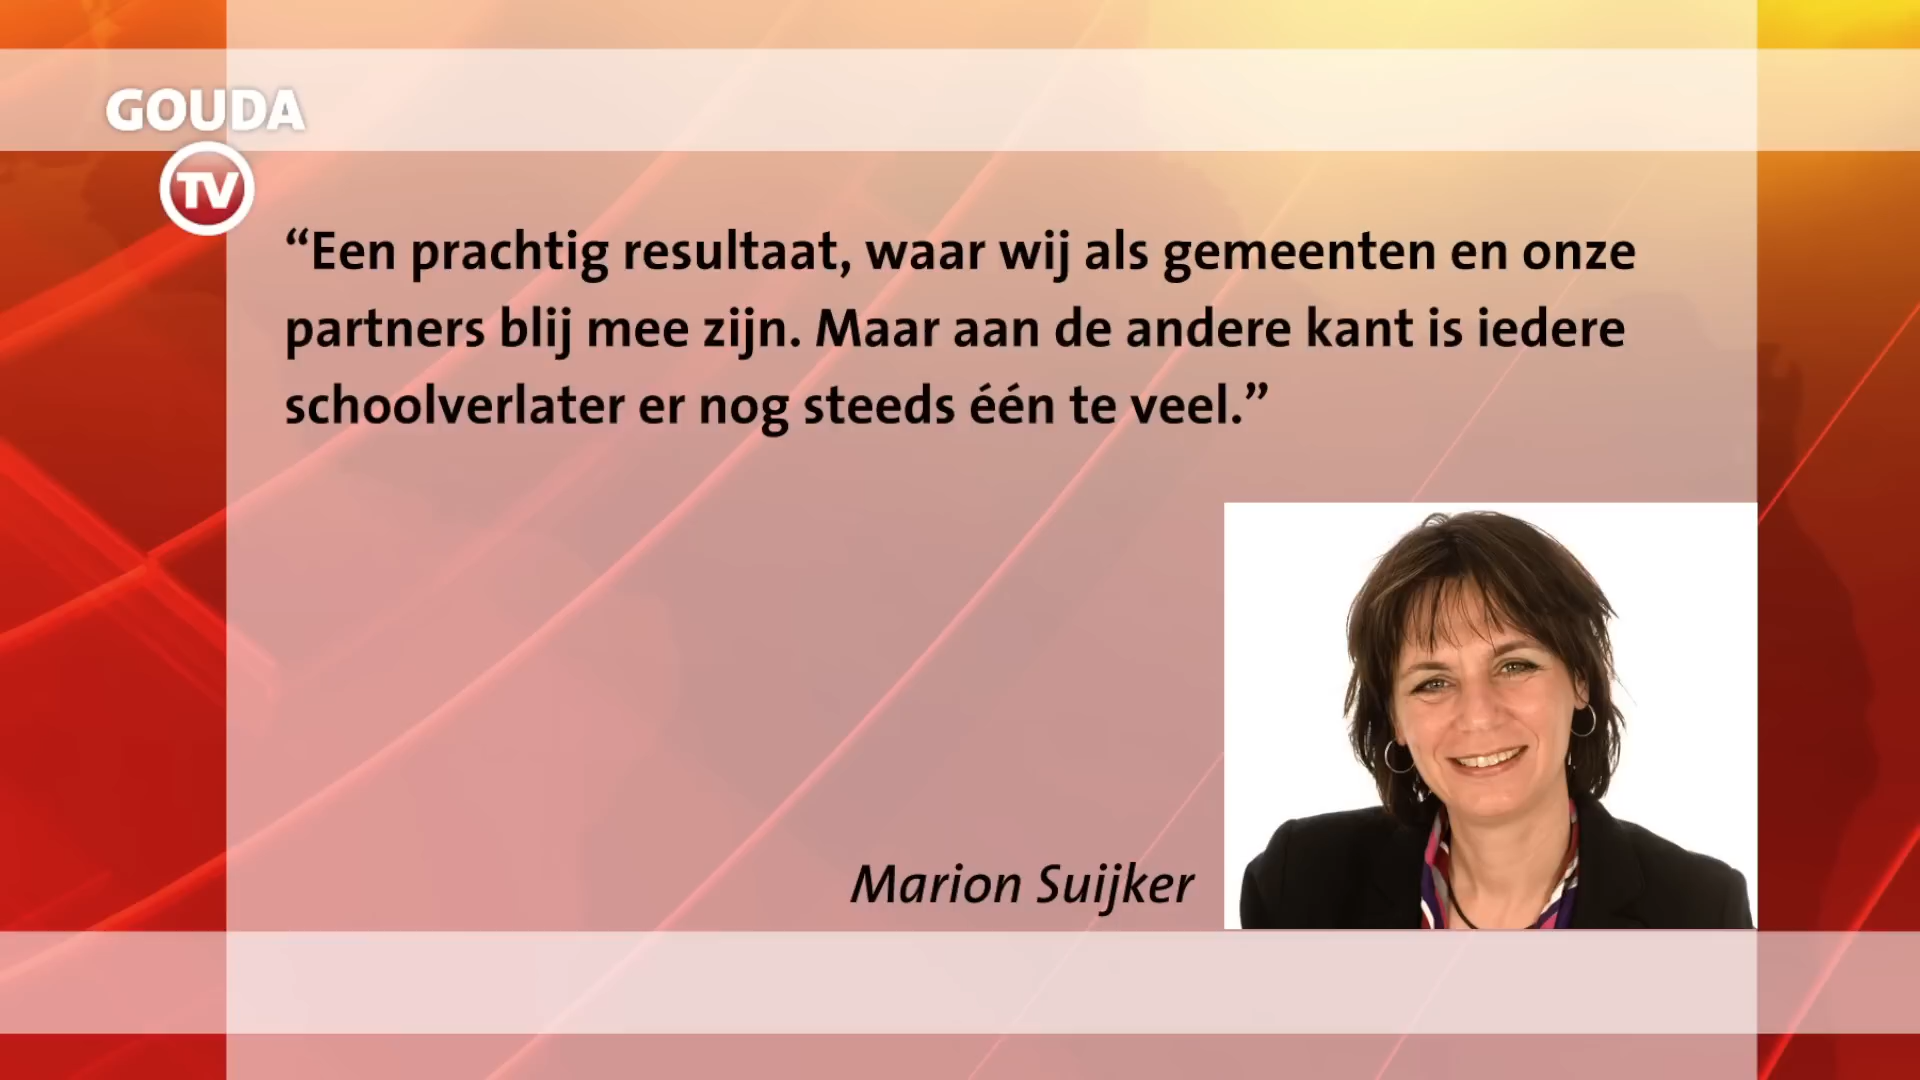 GOUDA
TV
“Een prachtig resultaat, waar wij als gemeenten en onze
partners blij mee zijn. Maar aan de andere kant is iedere
schoolverlater er nog steeds één te veel.”
Marion Suijker